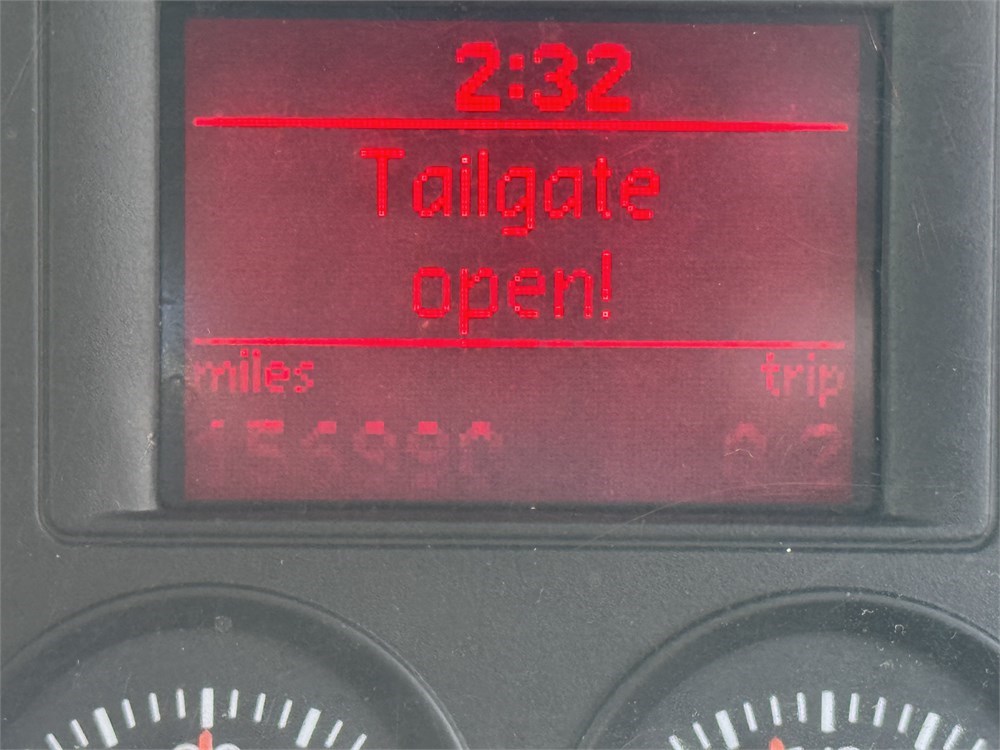 2:32
Tailgate
open!
miles trip